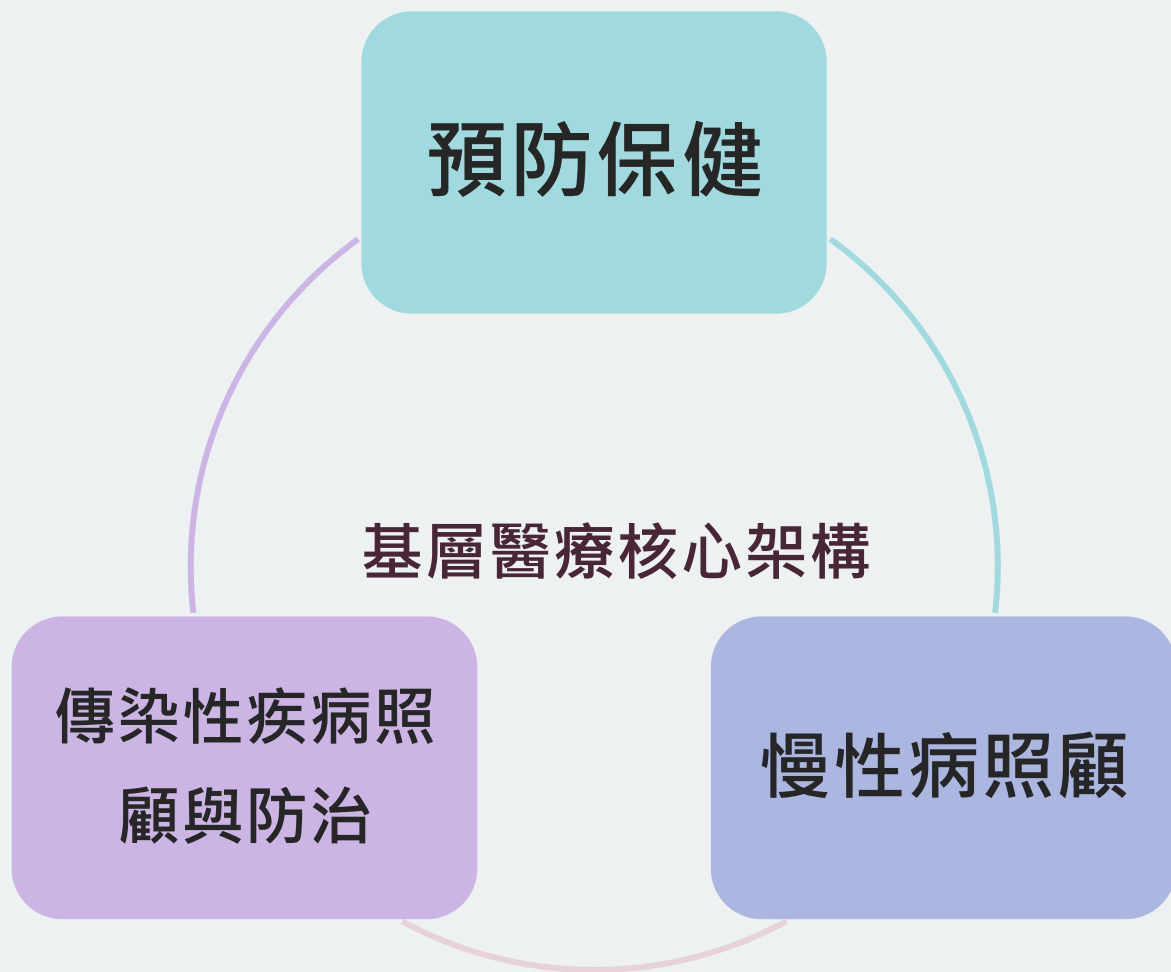 預防保健
基層醫療核心架構
傳染性疾病照
顧與防治
慢性病照顧